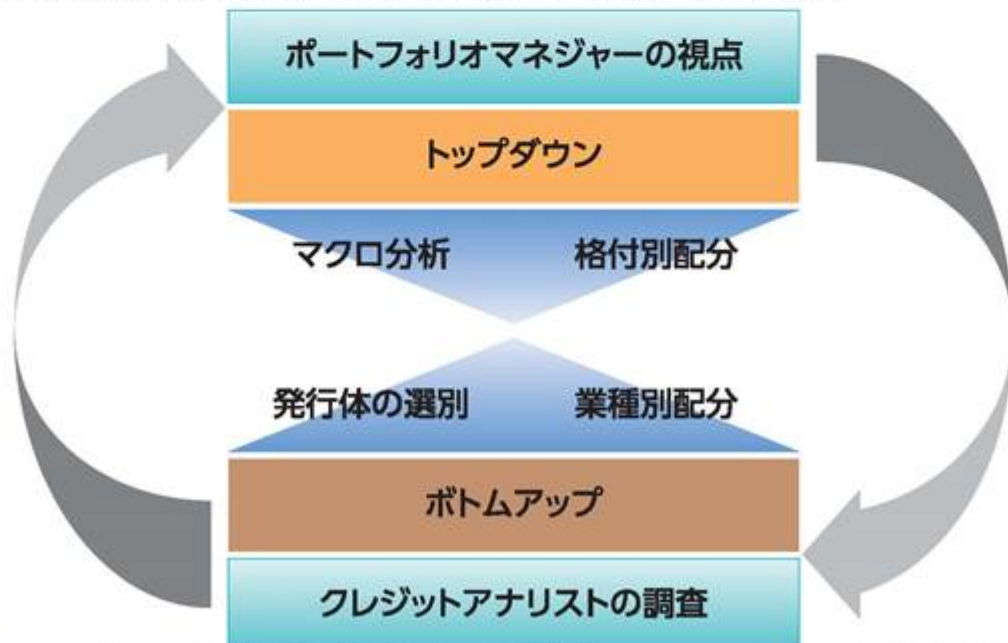 ポートフォリオマネジャーの視点
トップダウン
マクロ分析 格付別配分
発行体の選別 業種別配分
ボトムアップ
クレジットアナリストの調査